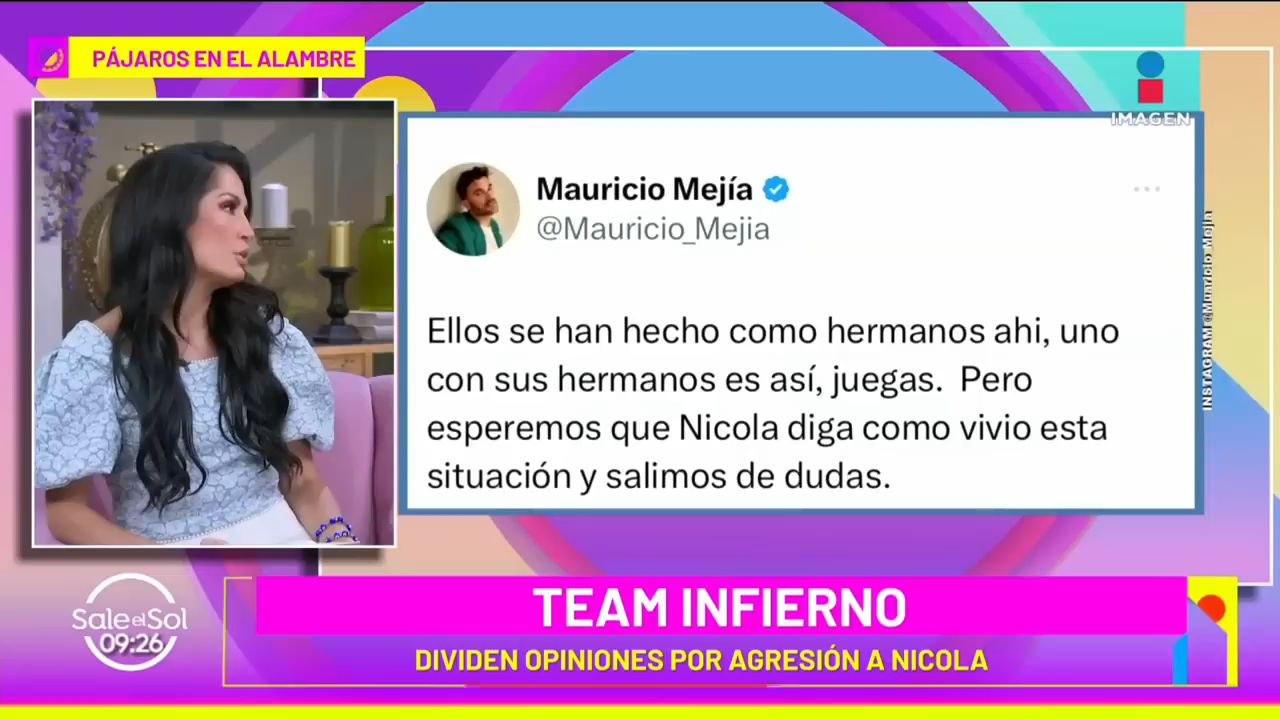 PÁJAROS EN EL ALAMBRE
IMAGEN
Mauricio Mejía
@Mauricio_Mejia
Ellos se han hecho como hermanos ahi, uno
con sus hermanos es así, juegas.  Pero
esperemos que Nicola diga como vivio esta
situación y salimos de dudas.
INSTAGRAM@Mauricio_Mejia
TEAM INFIERNO
DIVIDEN OPINIONES POR AGRESIÓN A NICOLA
Sale el Sol
09:26